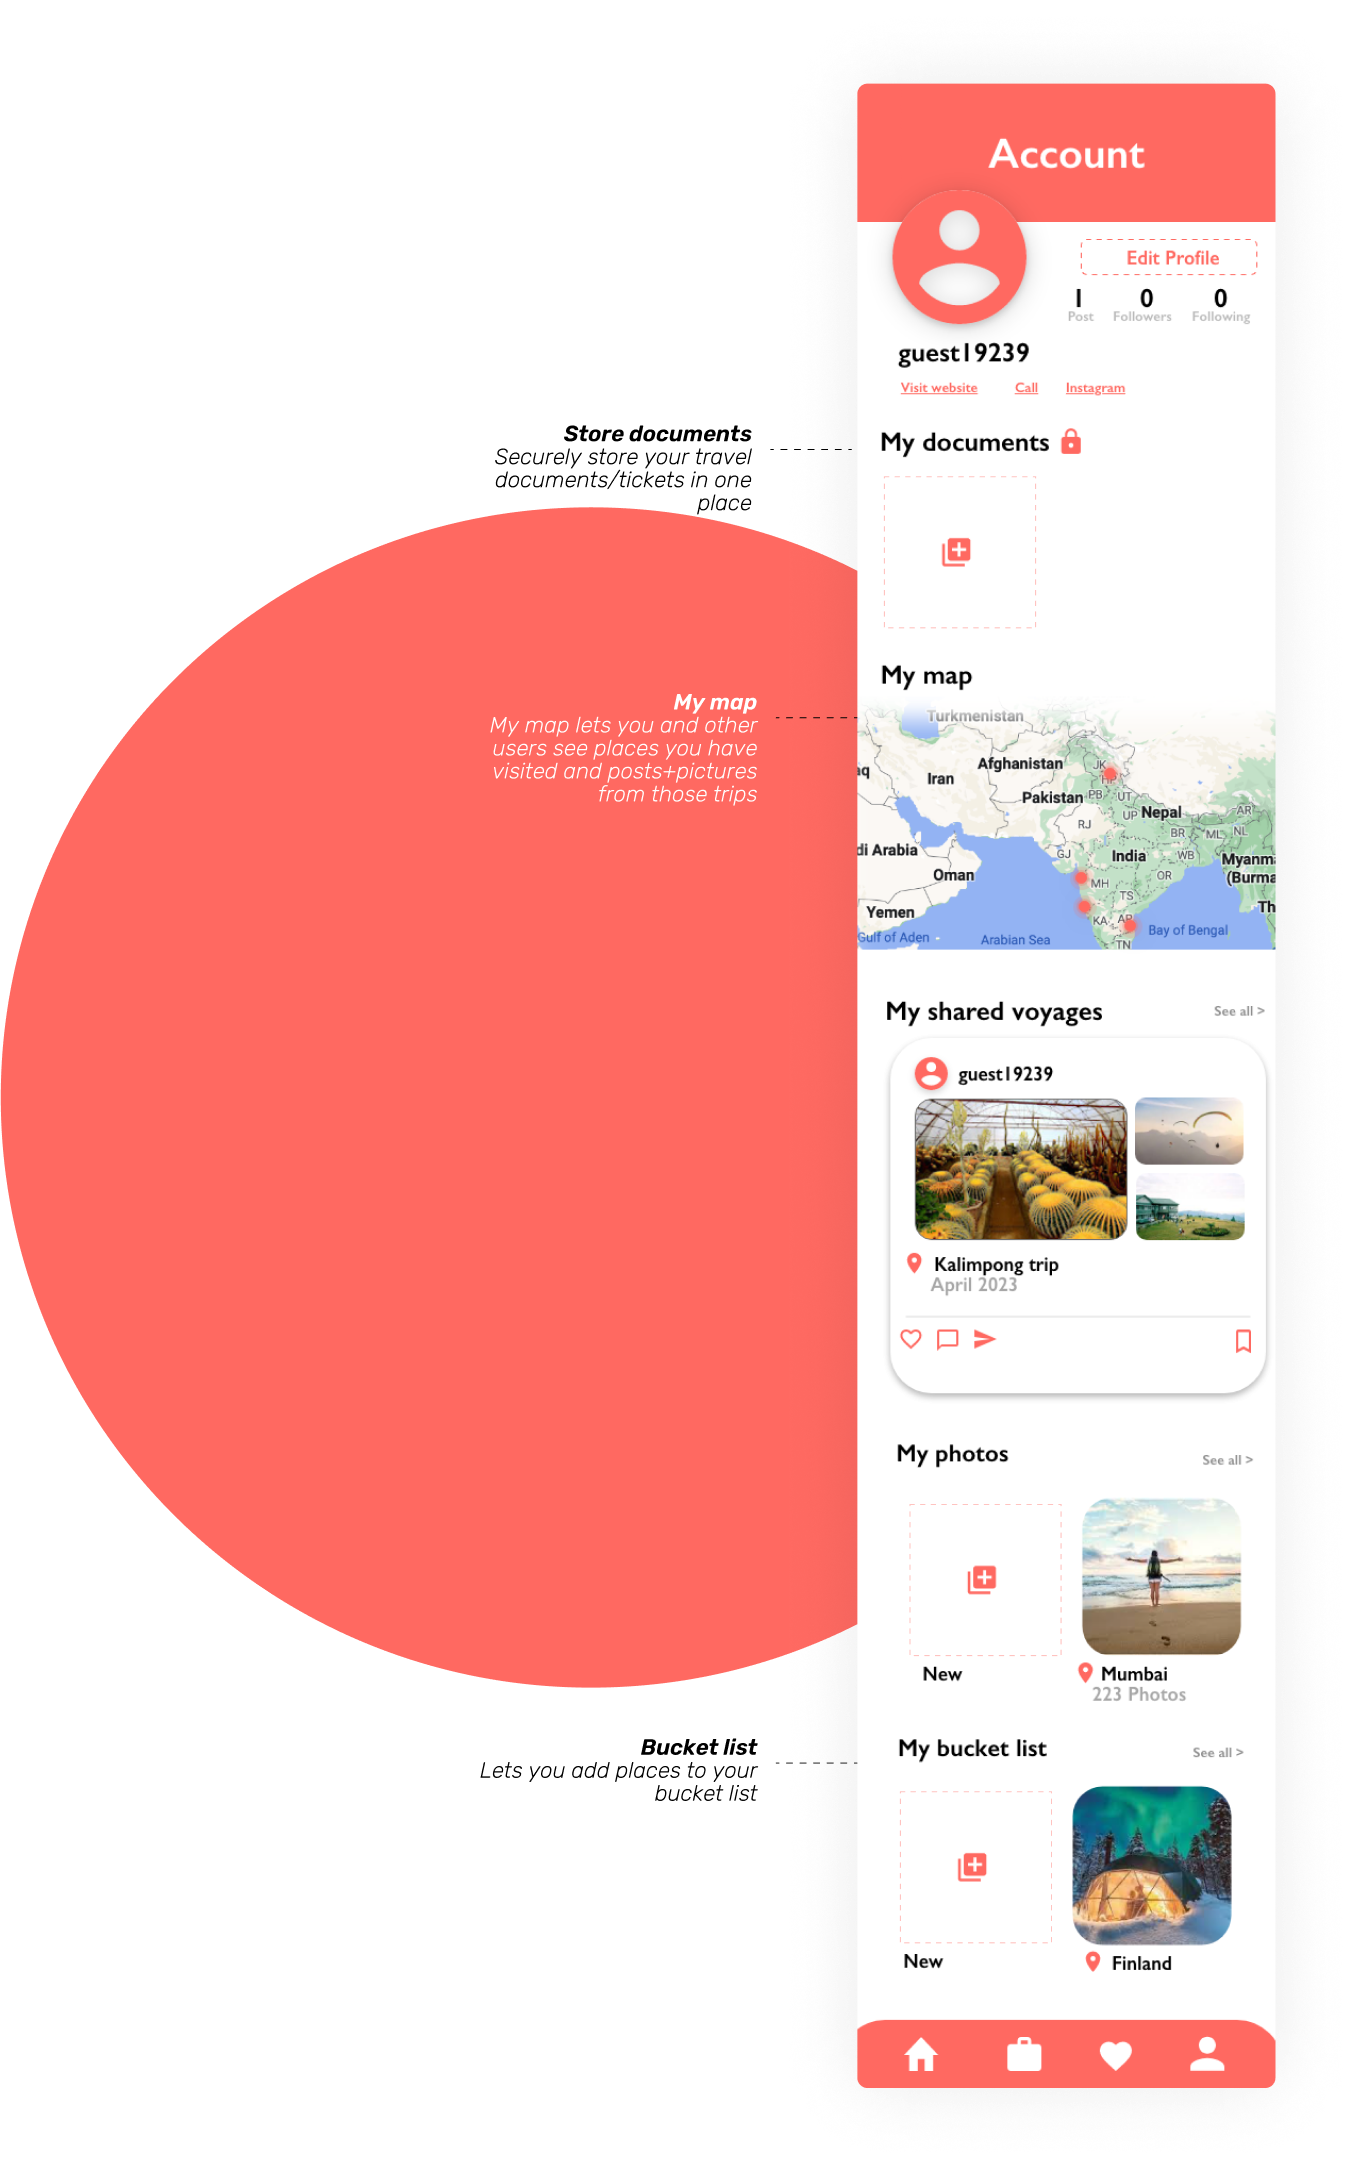 Account
Edit Profile
1 0 0
Post Followers Following
guest19239
Visit website Call Instagram
Store documents
Securely store your travel
documents/tickets in one
place
My documents
My map
My map
My map lets you and other
users see places you have
visited and posts+pictures
from those trips
Turkmenistan
Afghanistan
JK
aq
Iran
HP
Pakistan
PB
UT
UP
Nepal
AR
RJ
BR
ML
NL
di Arabia
GJ
India
WB
Myanma
(Burma
Oman
MH
OR
TS
Yemen
KA
AP
Th
Gulf of Aden
Arabian Sea
Bay of Bengal
TN
My shared voyages
See all >
guest19239
Kalimpong trip
April 2023
My photos
See all >
New
Mumbai
223 Photos
Bucket list
Lets you add places to your
bucket list
My bucket list
See all >
New
Finland